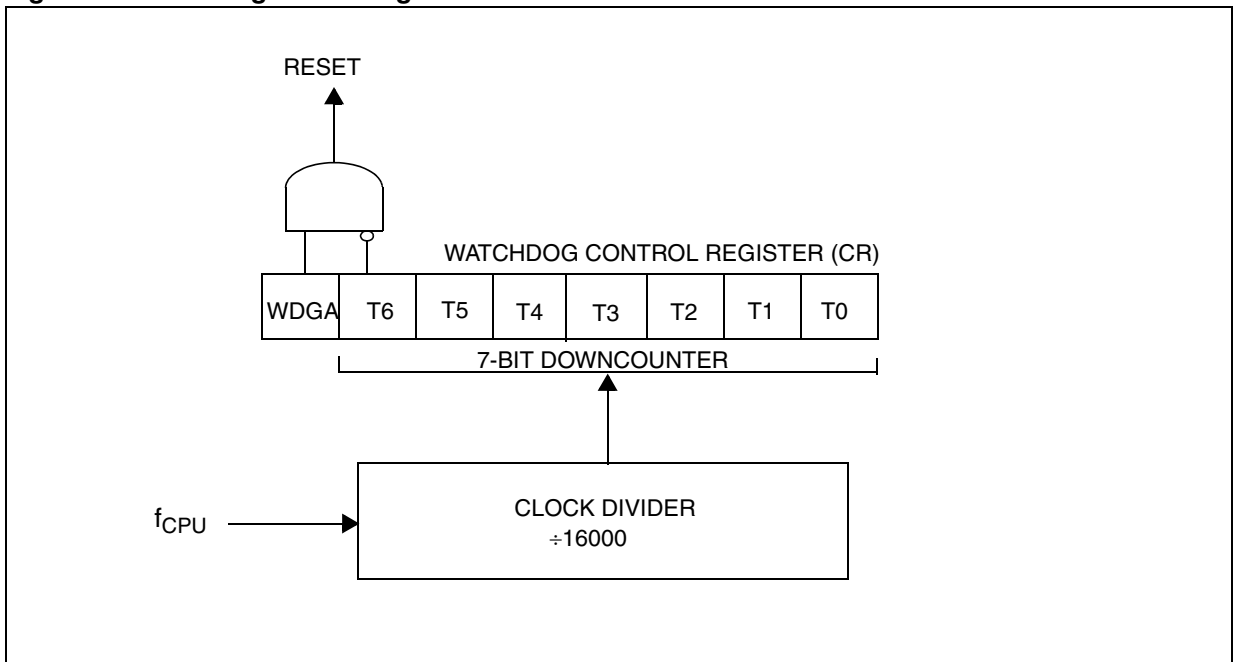 RESET
WATCHDOG CONTROL REGISTER (CR)
WDGA T6 T5 T4 T3 T2 T1 T0
7-BIT DOWNCOUNTER
fCPU
CLOCK DIVIDER
÷16000